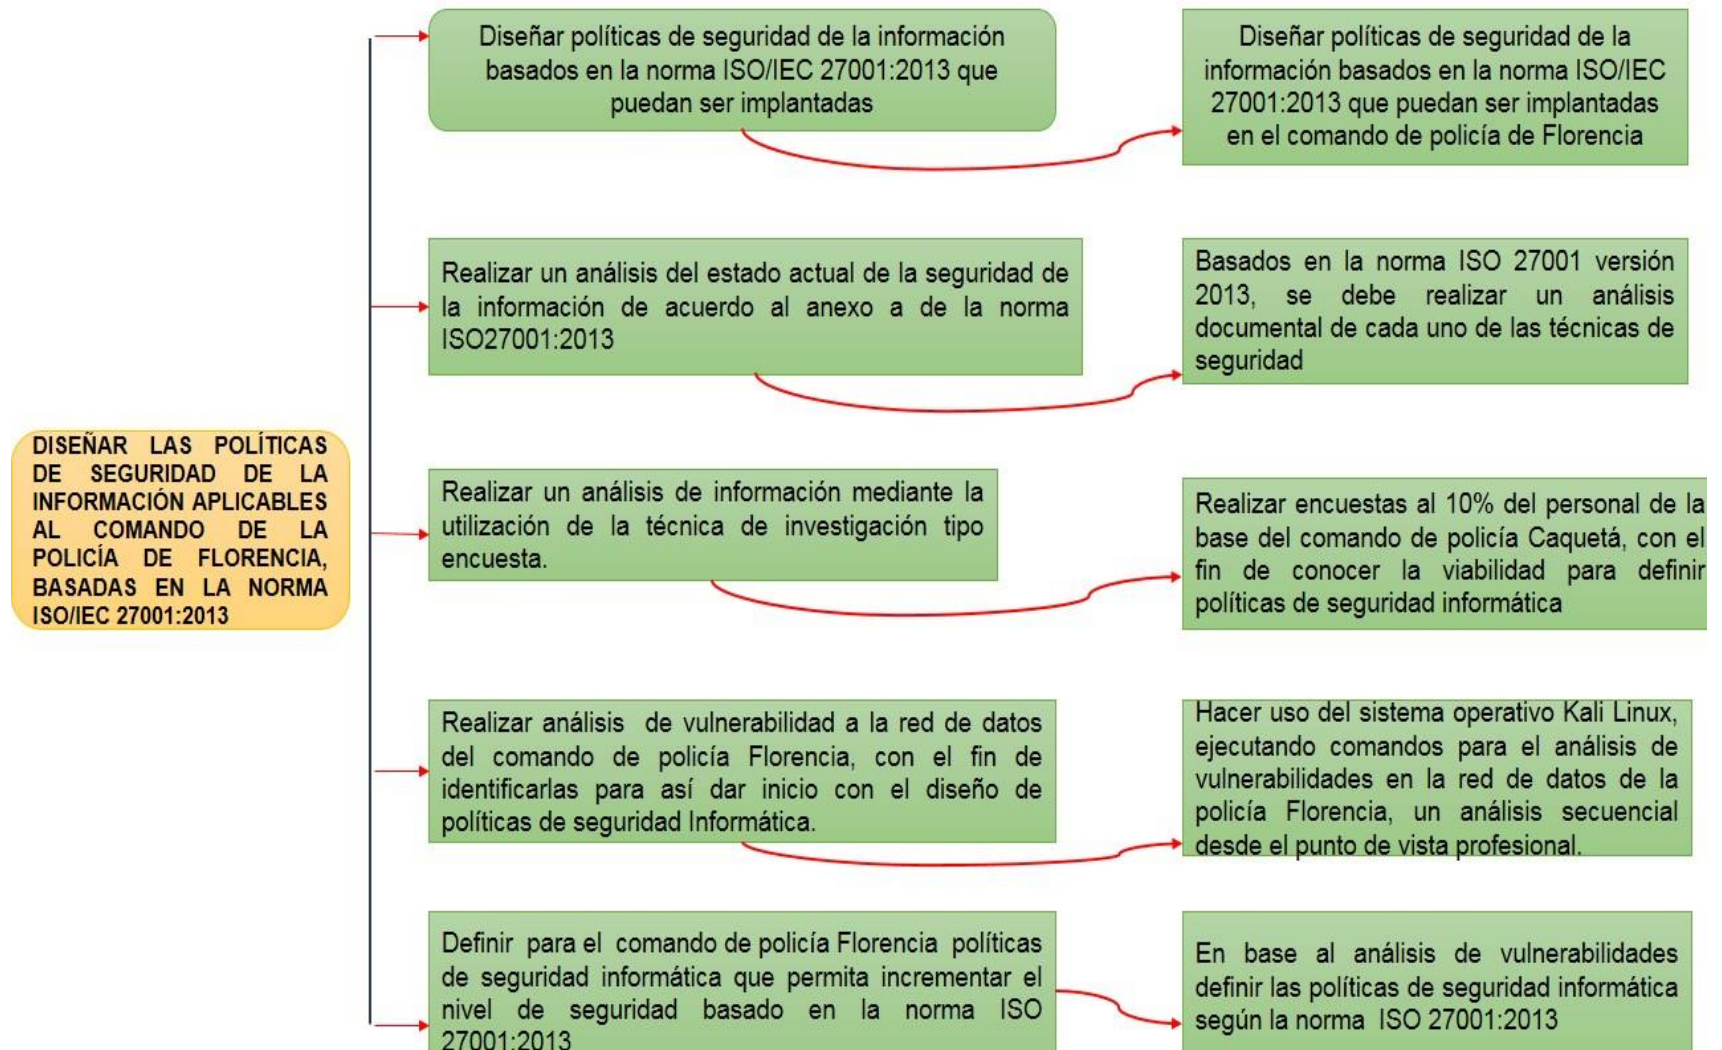 DISEÑAR LAS POLÍTICAS
DE SEGURIDAD DE LA
INFORMACIÓN APLICABLES
AL COMANDO DE LA
POLICÍA DE FLORENCIA,
BASADAS EN LA NORMA
ISO/IEC 27001:2013
Diseñar políticas de seguridad de la información
basados en la norma ISO/IEC 27001:2013 que
puedan ser implantadas
Diseñar políticas de seguridad de la
información basados en la norma ISO/IEC
27001:2013 que puedan ser implantadas
en el comando de policía de Florencia
Realizar un análisis del estado actual de la seguridad de
la información de acuerdo al anexo a de la norma
ISO27001:2013
Basados en la norma ISO 27001 versión
2013, se debe realizar un análisis
documental de cada uno de las técnicas de
seguridad
Realizar un análisis de información mediante la
utilización de la técnica de investigación tipo
encuesta.
Realizar encuestas al 10% del personal de la
base del comando de policía Caquetá, con el
fin de conocer la viabilidad para definir
políticas de seguridad informática
Realizar análisis de vulnerabilidad a la red de datos
del comando de policía Florencia, con el fin de
identificarlas para así dar inicio con el diseño de
políticas de seguridad Informática.
Hacer uso del sistema operativo Kali Linux,
ejecutando comandos para el análisis de
vulnerabilidades en la red de datos de la
policía Florencia, un análisis secuencial
desde el punto de vista profesional.
Definir para el comando de policía Florencia políticas
de seguridad informática que permita incrementar el
nivel de seguridad basado en la norma ISO
27001:2013
En base al análisis de vulnerabilidades
definir las políticas de seguridad informática
según la norma ISO 27001:2013